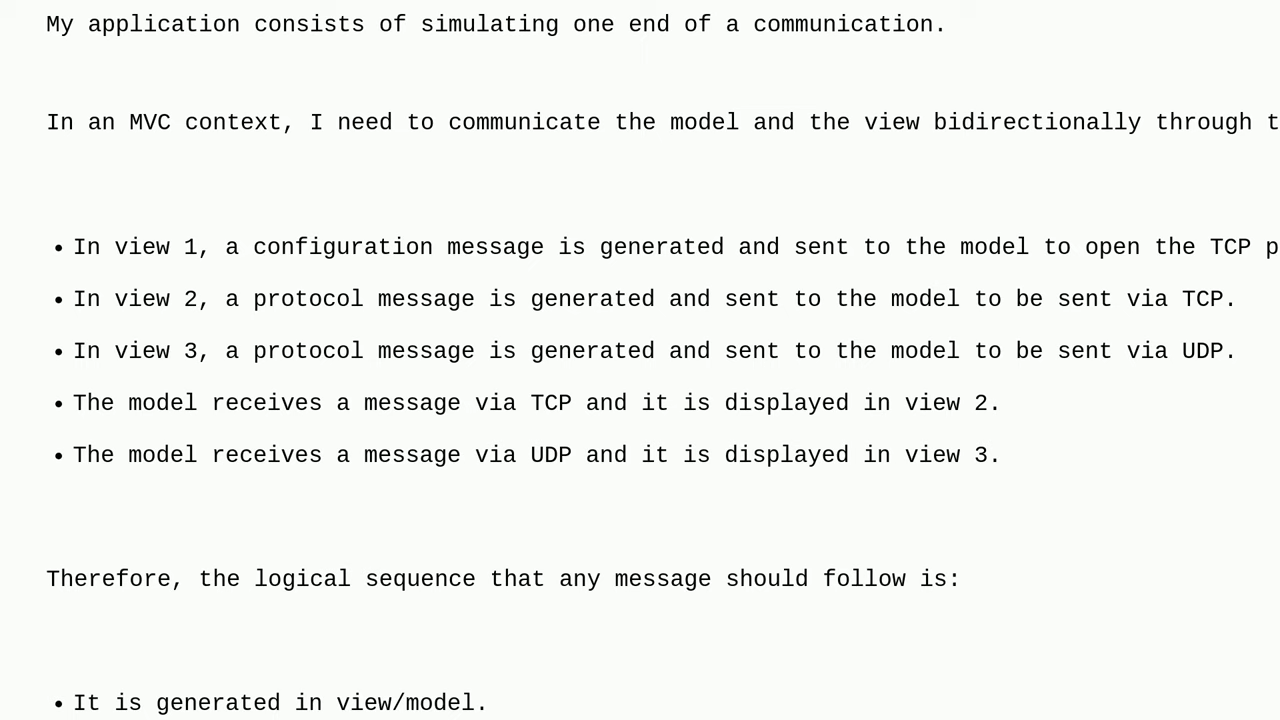 My application consists of simulating one end of a communication.
In an MVC context, I need to communicate the model and the view bidirectionally through
• In view 1, a configuration message is generated and sent to the model to open the TCP
• In view 2, a protocol message is generated and sent to the model to be sent via TCP.
• In view 3, a protocol message is generated and sent to the model to be sent via UDP.
• The model receives a message via TCP and it is displayed in view 2.
• The model receives a message via UDP and it is displayed in view 3.
Therefore, the logical sequence that any message should follow is:
• It is generated in view/model.